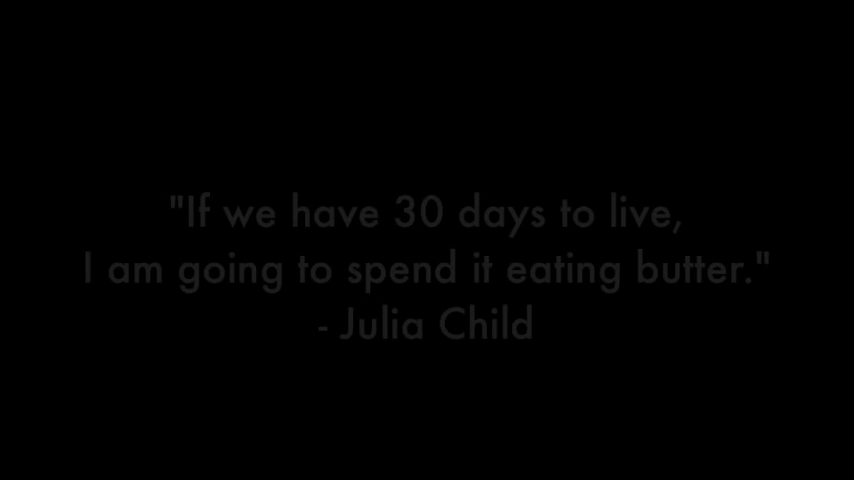 "If we have 30 days to live,
I am going to spend it eating butter."
- Julia Child